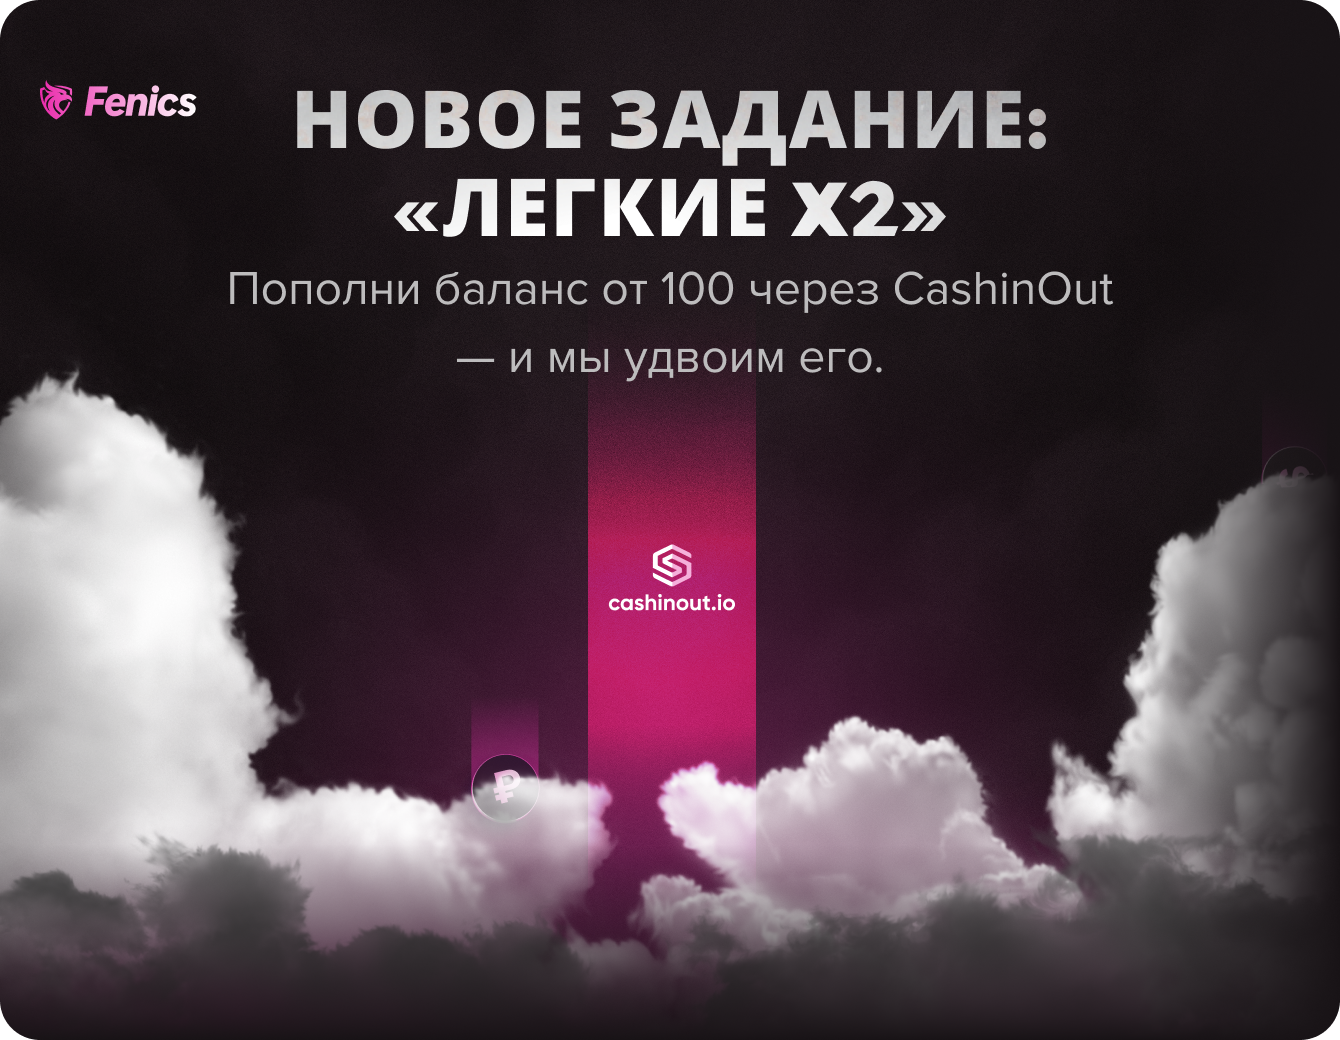 Fenics
НОВОЕ ЗАДАНИЕ:
«ЛЕГКИЕ X2»
Пополни баланс от 100 через CashinOut
— и мы удвоим его.
cashinout.io
₽